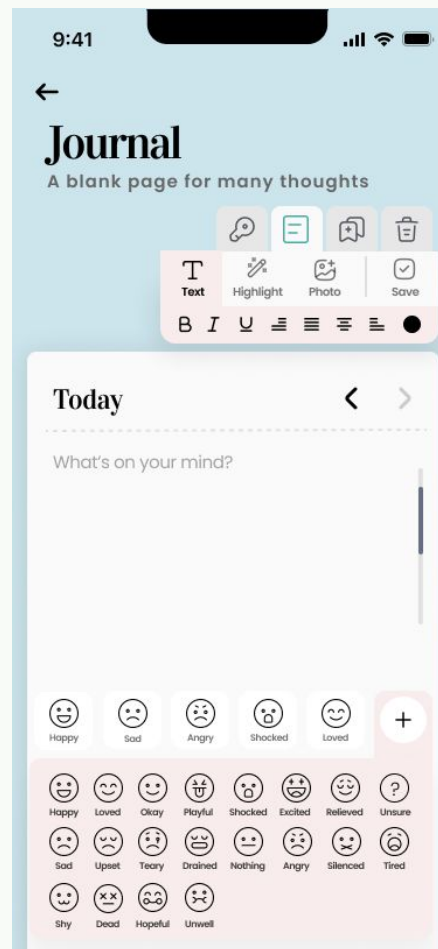 9:41
Journal
A blank page for many thoughts
Text Highlight Photo Save
B I U
Today
What's on your mind?
Happy Sad Angry Shocked Loved
Happy Loved Okay Playful Shocked Excited Relieved Unsure
Sad Upset Teary Drained Nothing Angry Silenced Tired
Shy Dead Hopeful Unwell